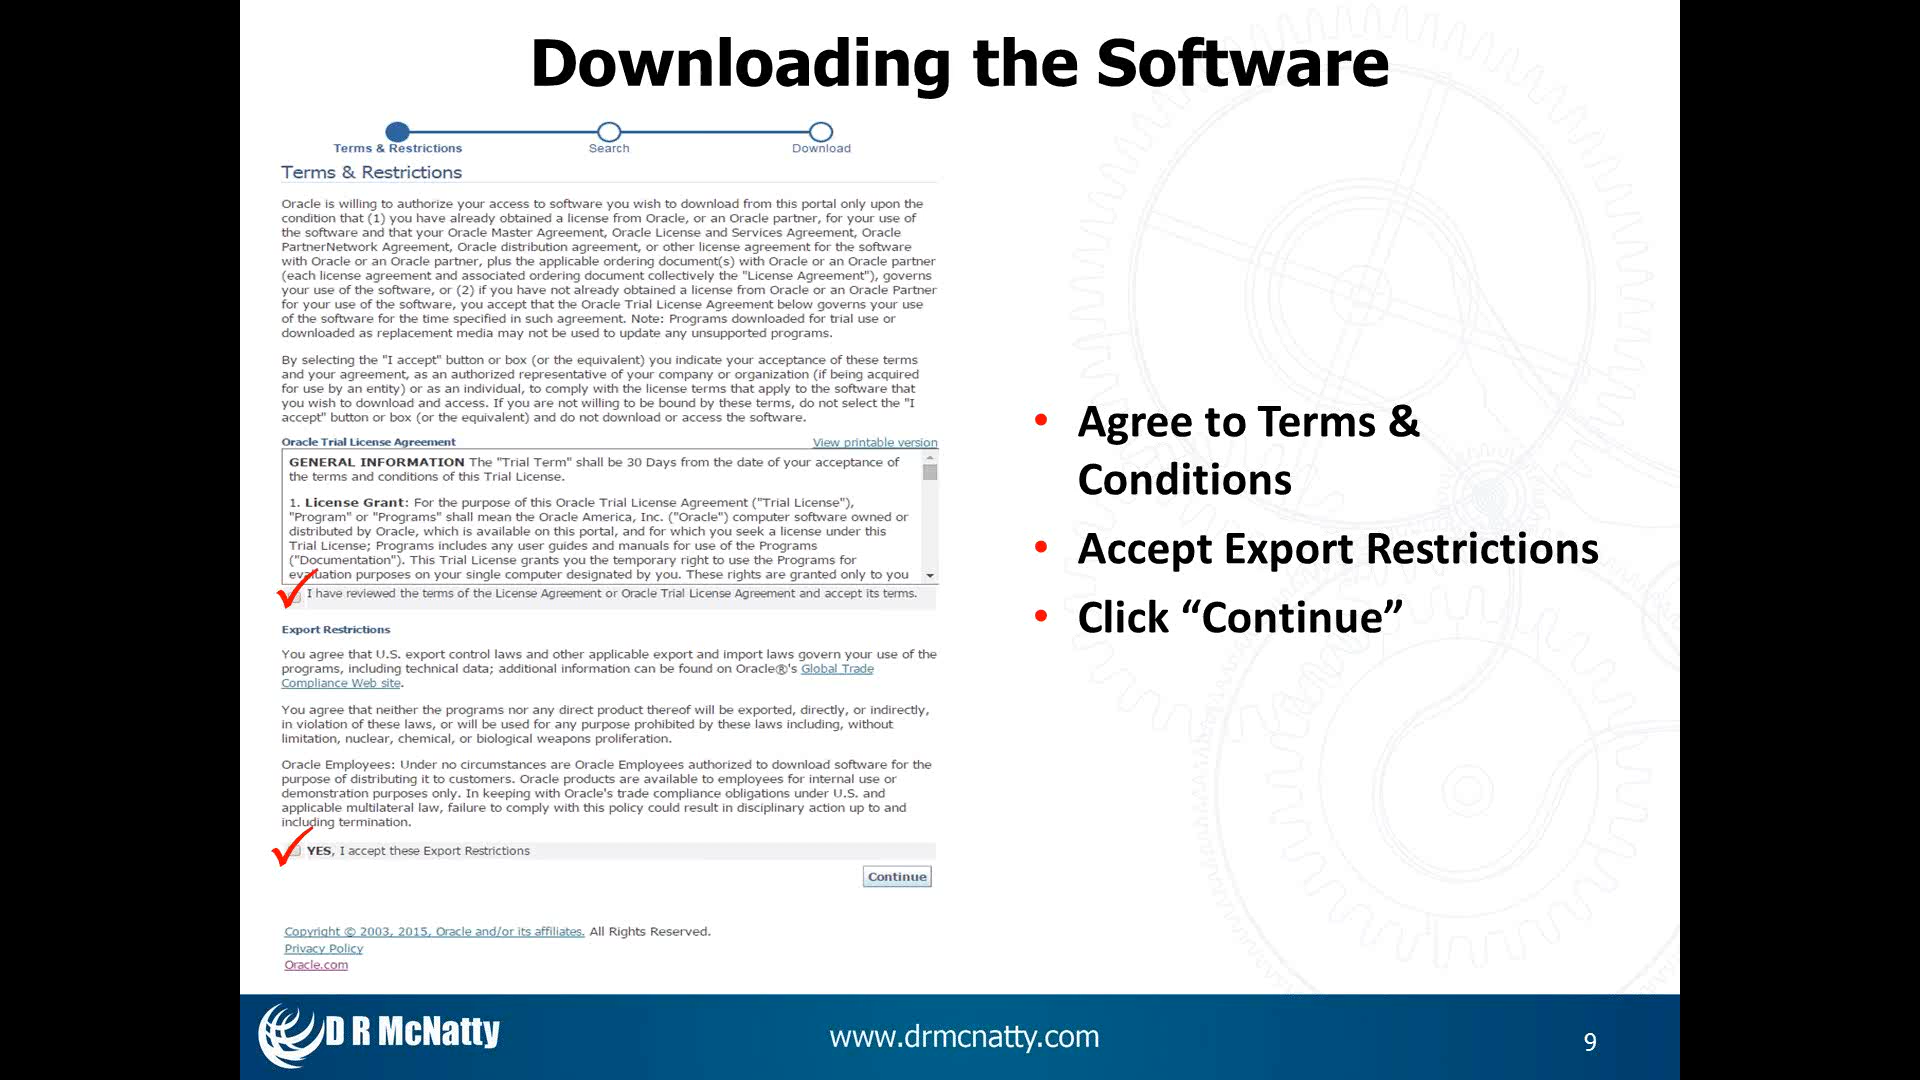 Downloading the Software
Terms & Restrictions
Search
Download
Terms & Restrictions
Oracle is willing to authorize your access to software you wish to download from this portal only upon the
condition that (1) you have already obtained a license from Oracle, or an Oracle partner, for your use of
the software and that your Oracle Master Agreement, Oracle License and Services Agreement, Oracle
PartnerNetwork Agreement, Oracle distribution agreement, or other license agreement for the software
with Oracle or an Oracle partner, plus the applicable ordering document(s) with Oracle or an Oracle partner
(each license agreement and associated ordering document collectively the "License Agreement"), governs
your use of the software, or (2) if you have not already obtained a license from Oracle or an Oracle Partner
for your use of the software, you accept that the Oracle Trial License Agreement below governs your use
of the software for the time specified in such agreement. Note: Programs downloaded for trial use or
downloaded as replacement media may not be used to update any unsupported programs.
By selecting the "I accept" button or box (or the equivalent) you indicate your acceptance of these terms
and your agreement, as an authorized representative of your company or organization (if being acquired
for use by an entity) or as an individual, to comply with the license terms that apply to the software that
you wish to download and access. If you are not willing to be bound by these terms, do not select the "I
accept" button or box (or the equivalent) and do not download or access the software.
Oracle Trial License Agreement
View printable version
GENERAL INFORMATION The "Trial Term" shall be 30 Days from the date of your acceptance of
the terms and conditions of this Trial License.
1. License Grant: For the purpose of this Oracle Trial License Agreement ("Trial License"),
"Program" or "Programs" shall mean the Oracle America, Inc. ("Oracle") computer software owned or
distributed by Oracle, which is available on this portal, and for which you seek a license under this
Trial License; Programs includes any user guides and manuals for use of the Programs
("Documentation"). This Trial License grants you the temporary right to use the Programs for
evaluation purposes on your single computer designated by you. These rights are granted only to you
I have reviewed the terms of the License Agreement or Oracle Trial License Agreement and accept its terms.
Export Restrictions
You agree that U.S. export control laws and other applicable export and import laws govern your use of the
programs, including technical data; additional information can be found on Oracle®'s Global Trade
Compliance Web site.
You agree that neither the programs nor any direct product thereof will be exported, directly, or indirectly,
in violation of these laws, or will be used for any purpose prohibited by these laws including, without
limitation, nuclear, chemical, or biological weapons proliferation.
Oracle Employees: Under no circumstances are Oracle Employees authorized to download software for the
purpose of distributing it to customers. Oracle products are available to employees for internal use or
demonstration purposes only. In keeping with Oracle's trade compliance obligations under U.S. and
applicable multilateral law, failure to comply with this policy could result in disciplinary action up to and
including termination.
YES, I accept these Export Restrictions
Continue
Copyright © 2003, 2015, Oracle and/or its affiliates. All Rights Reserved.
Privacy Policy
Oracle.com
• Agree to Terms &
Conditions
• Accept Export Restrictions
• Click “Continue”
D R McNatty
www.drmcnatty.com
9